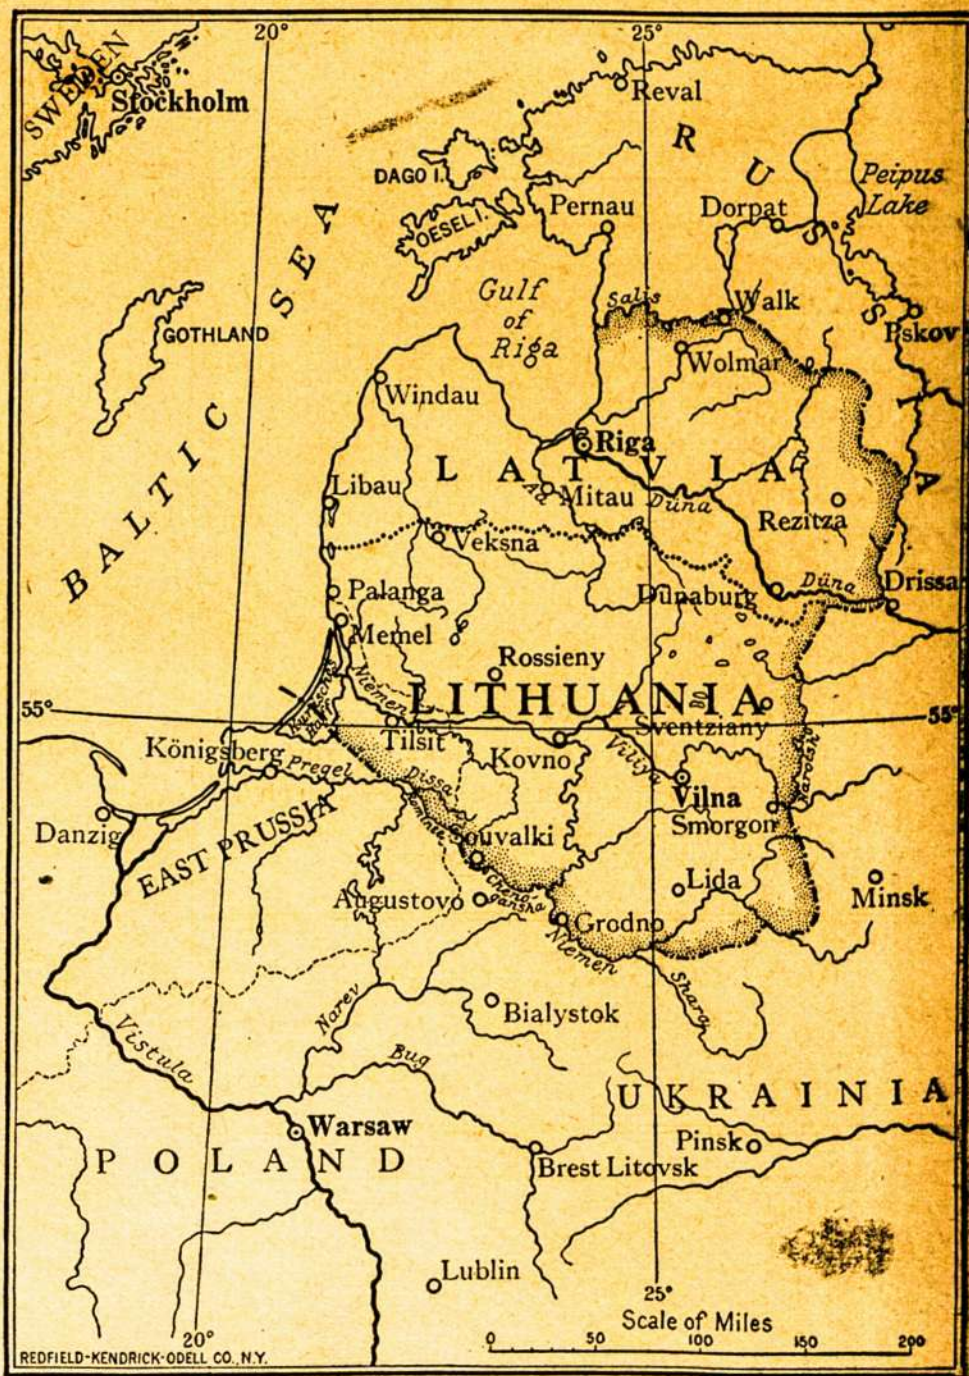 20°
25°
SWEDEN
Stockholm
Reval
RUSSIA
DAGO I.
Peipus
Lake
OESEL I.
Pernau
Dorpat
BALTIC SEA
Gulf
of
Riga
Salis
Walk
Pskov
GOTHLAND
Wolmar
Windau
Riga
LATVIA
Libau
Aa
Mitau
Düna
Rezitza
Veksna
Palanga
Dünaburg
Düna
Drissa
Memel
Rossieny
Niemen
LITHUANIA
55°
55°
Sventziany
Tilsit
Königsberg
Pregel
Kovno
Viliya
Dissa
Vilna
Danzig
EAST PRUSSIA
Smorgon
Souvalki
Lida
Minsk
Augustovo
Grodno
Niemen
Shara
Narev
Bialystok
Vistula
Bug
UKRAINIA
Warsaw
Pinsk
POLAND
Brest Litovsk
Lublin
25°
20°
Scale of Miles
0 50 100 150 200
REDFIELD-KENDRICK-ODELL CO., N.Y.